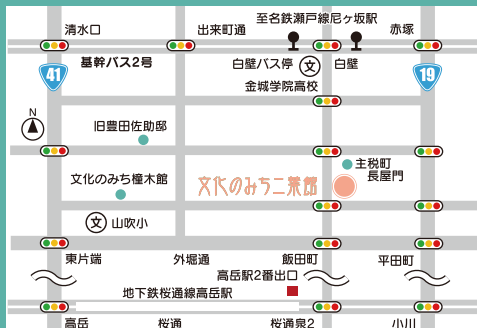 至名鉄瀬戸線尼ヶ坂駅
清水口
出来町通
赤塚
基幹バス2号
白壁バス停
文
白壁
41
19
金城学院高校
N
旧豊田佐助邸
主税町
長屋門
文化のみち橦木館
文化のみち二葉館
文
山吹小
東片端
外堀通
飯田町
平田町
高岳駅2番出口
地下鉄桜通線高岳駅
高岳
桜通
桜通泉2
小川